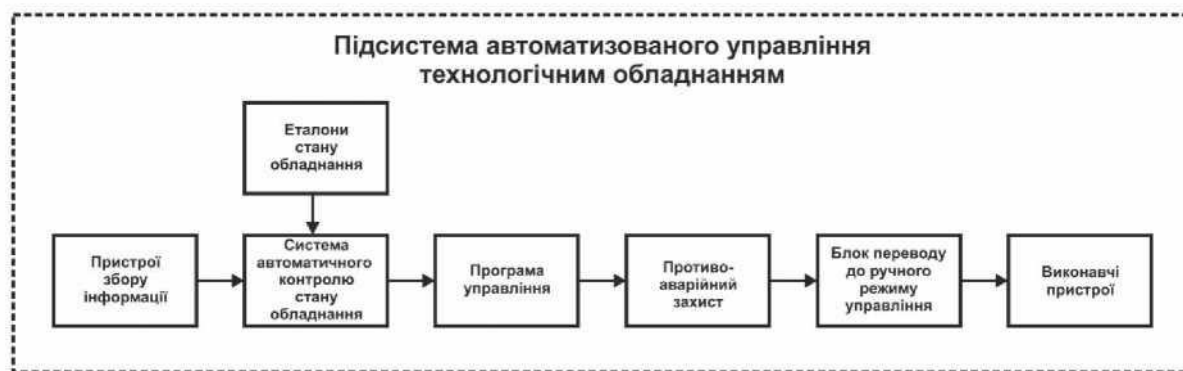 Підсистема автоматизованого управління
технологічним обладнанням
Еталони
стану
обладнання
Пристрої
збору
інформації
Система
автоматичного
контролю
стану
обладнання
Програма
управління
Противо-
аварійний
захист
Блок переводу
до ручного
режиму
управління
Виконавчі
пристрої